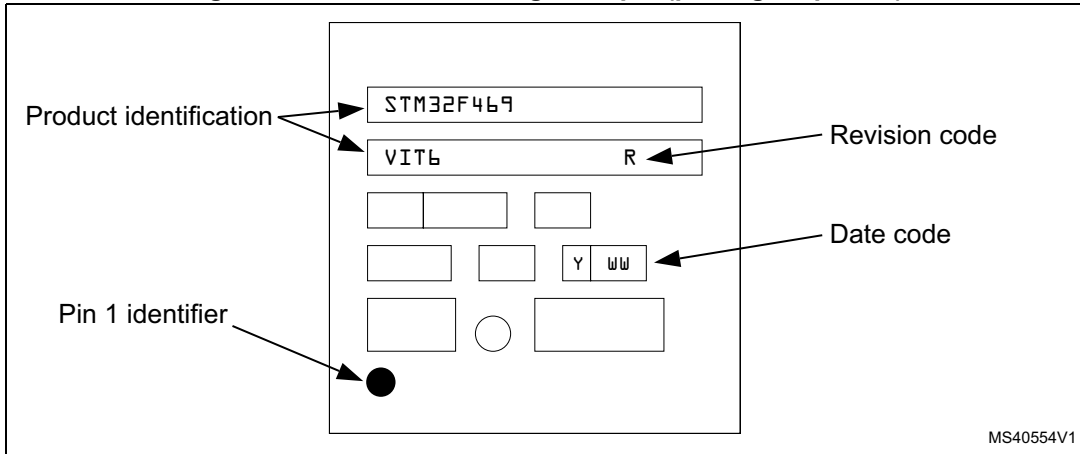 STM32F469
Product identification
VIT6 R
Revision code
Y WW
Date code
Pin 1 identifier
MS40554V1